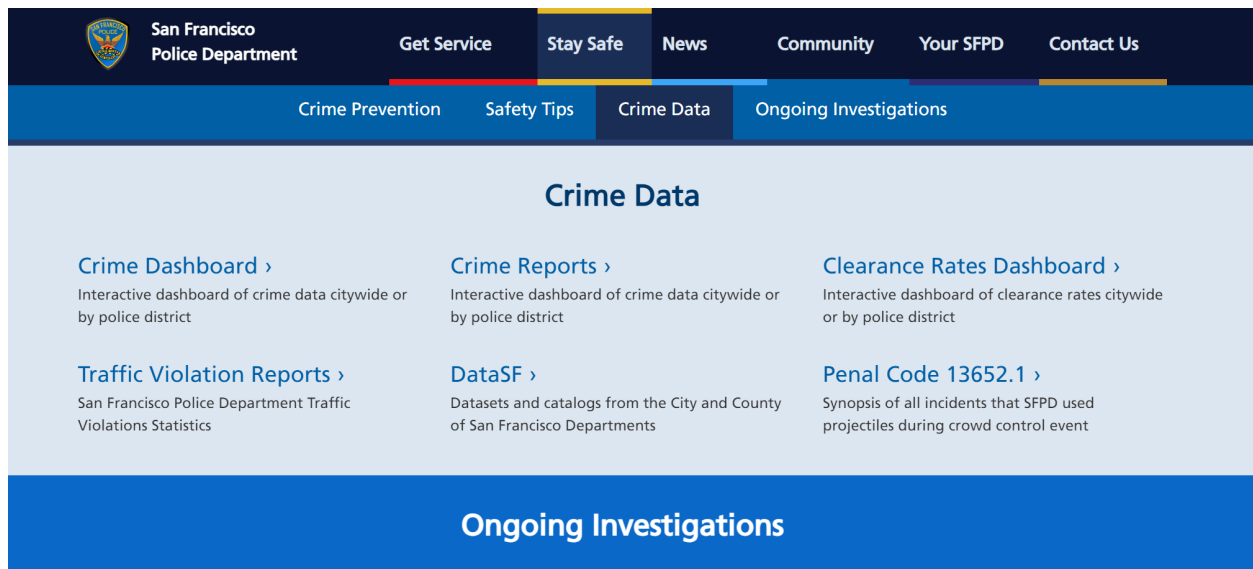 San Francisco
Police Department
Get Service
Stay Safe
News
Community
Your SFPD
Contact Us
Crime Prevention
Safety Tips
Crime Data
Ongoing Investigations
Crime Data
Crime Dashboard ›
Interactive dashboard of crime data citywide or
by police district
Crime Reports ›
Interactive dashboard of crime data citywide or
by police district
Clearance Rates Dashboard ›
Interactive dashboard of clearance rates citywide
or by police district
Traffic Violation Reports ›
San Francisco Police Department Traffic
Violations Statistics
DataSF ›
Datasets and catalogs from the City and County
of San Francisco Departments
Penal Code 13652.1 ›
Synopsis of all incidents that SFPD used
projectiles during crowd control event
Ongoing Investigations